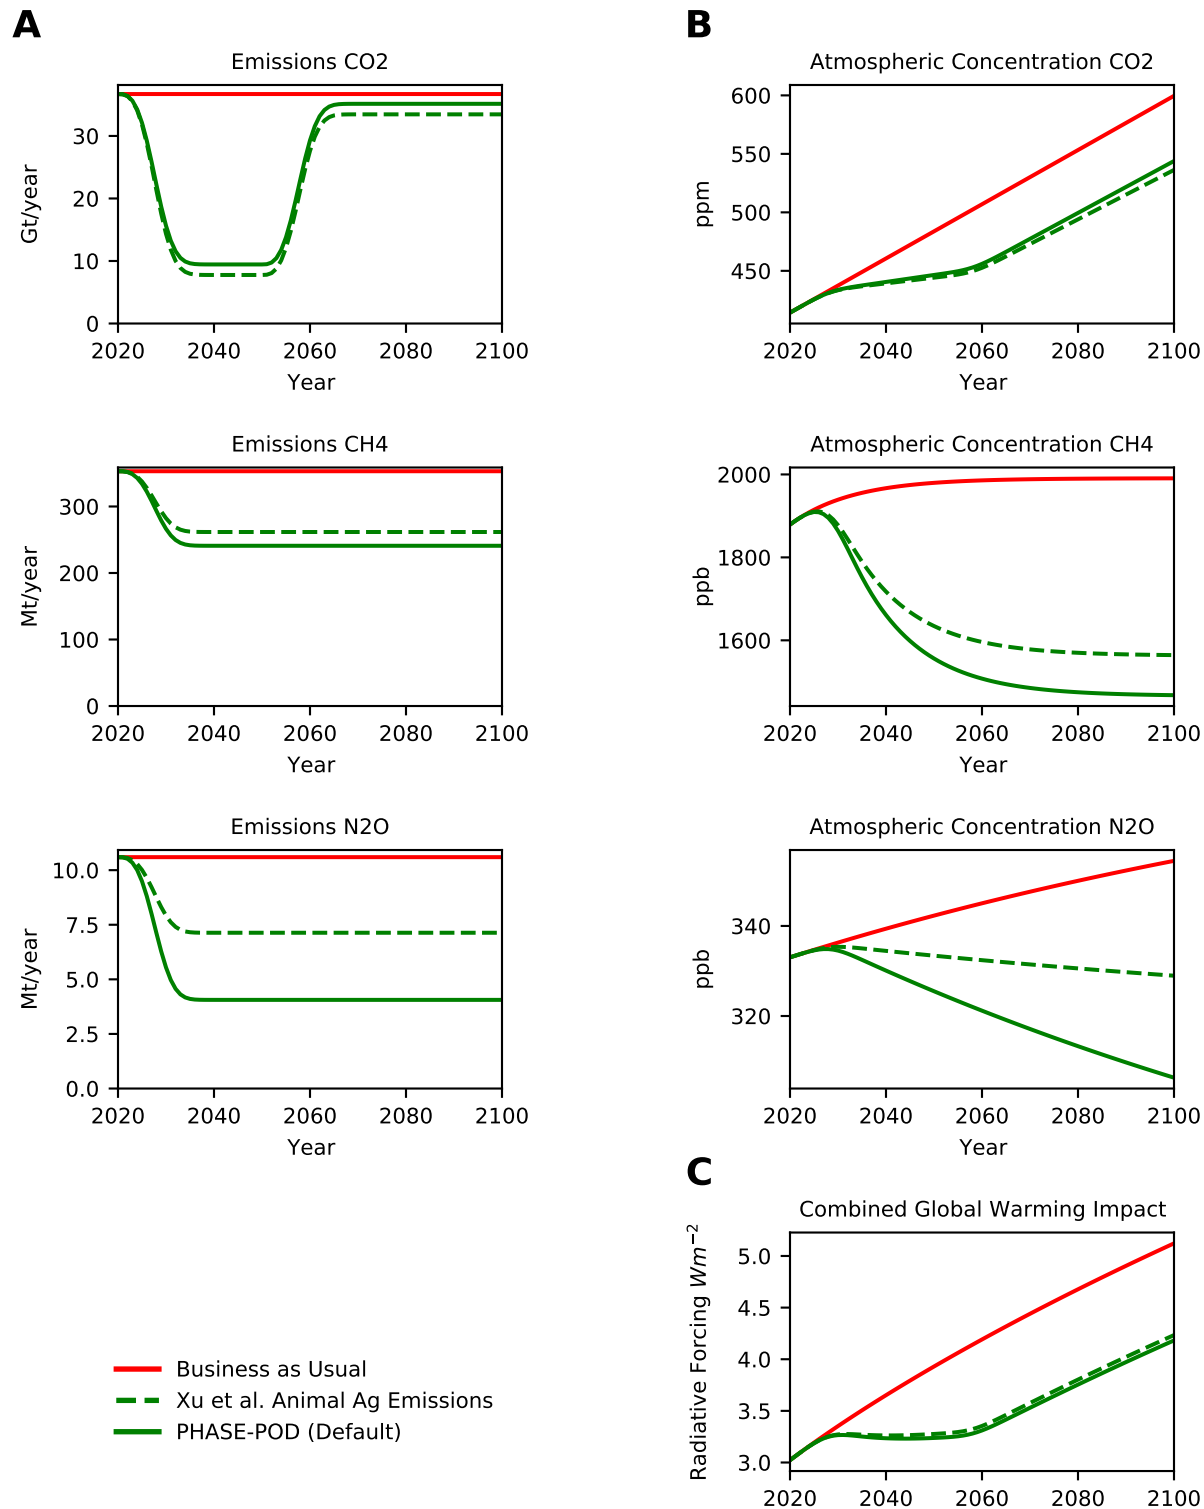 A
B
Emissions CO2
Gt/year
30
20
10
0
2020 2040 2060 2080 2100
Year
Atmospheric Concentration CO2
ppm
600
550
500
450
2020 2040 2060 2080 2100
Year
Emissions CH4
Mt/year
300
200
100
0
2020 2040 2060 2080 2100
Year
Atmospheric Concentration CH4
ppb
2000
1800
1600
2020 2040 2060 2080 2100
Year
Emissions N2O
Mt/year
10.0
7.5
5.0
2.5
0.0
2020 2040 2060 2080 2100
Year
Atmospheric Concentration N2O
ppb
340
320
2020 2040 2060 2080 2100
Year
C
Combined Global Warming Impact
Radiative Forcing Wm⁻²
5.0
4.5
4.0
3.5
3.0
2020 2040 2060 2080 2100
Business as Usual
Xu et al. Animal Ag Emissions
PHASE-POD (Default)